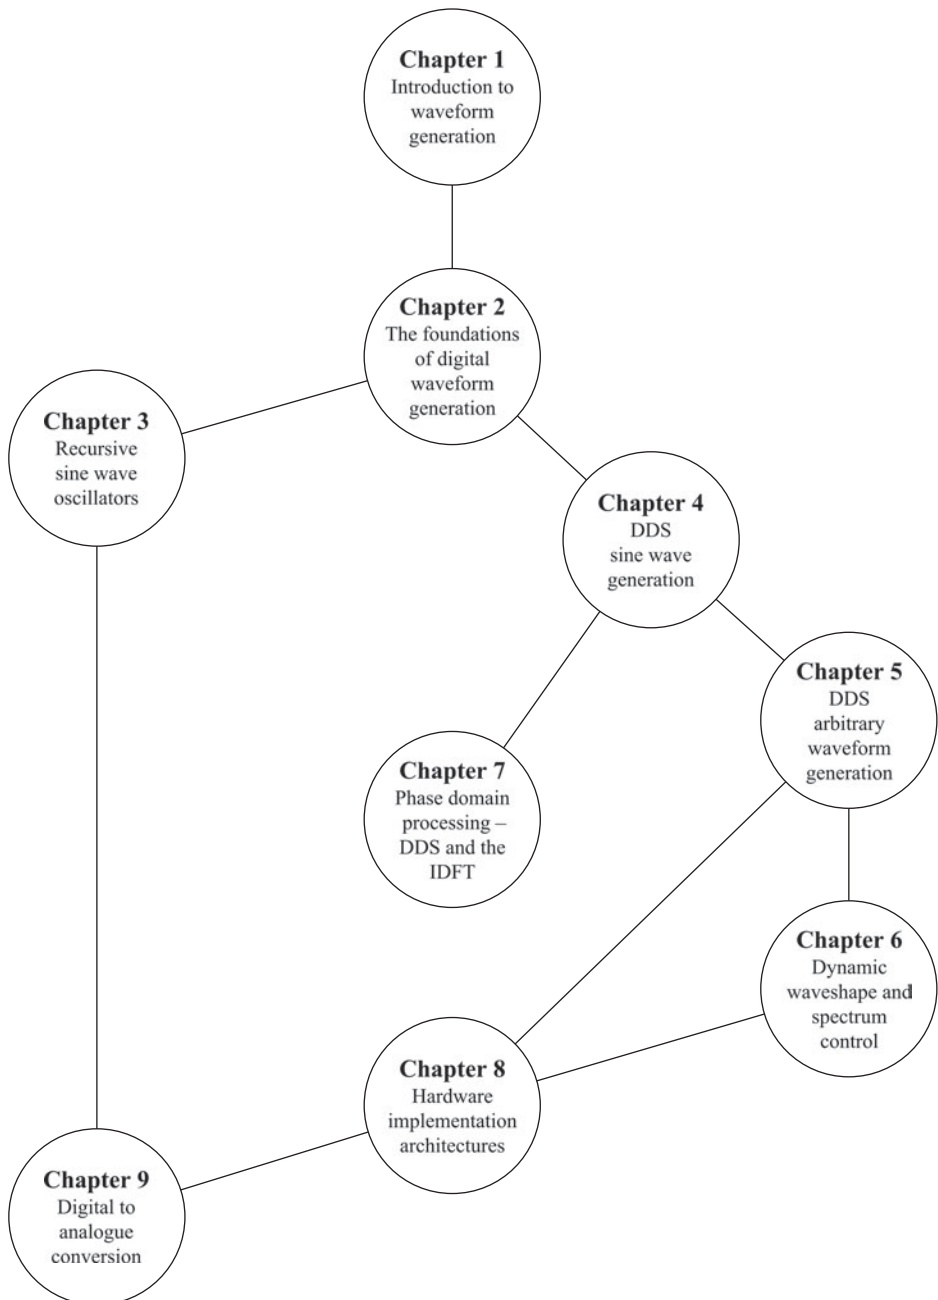 Chapter 1
Introduction to
waveform
generation
Chapter 2
The foundations
of digital
waveform
generation
Chapter 3
Recursive
sine wave
oscillators
Chapter 4
DDS
sine wave
generation
Chapter 5
DDS
arbitrary
waveform
generation
Chapter 7
Phase domain
processing –
DDS and the
IDFT
Chapter 6
Dynamic
waveshape and
spectrum
control
Chapter 8
Hardware
implementation
architectures
Chapter 9
Digital to
analogue
conversion